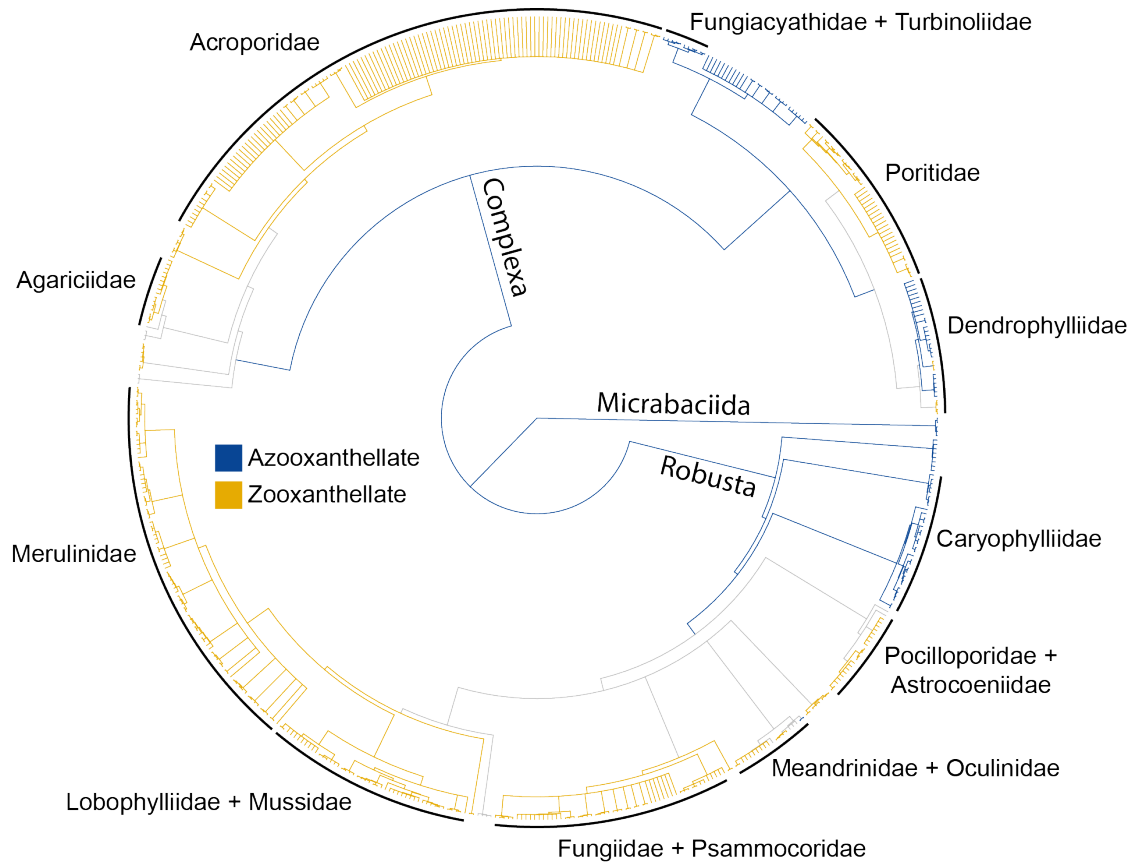 Fungiacyathidae + Turbinoliidae
Acroporidae
Poritidae
Complexa
Agariciidae
Dendrophylliidae
Micrabaciida
Azooxanthellate
Robusta
Zooxanthellate
Caryophylliidae
Merulinidae
Pocilloporidae +
Astrocoeniidae
Meandrinidae + Oculinidae
Lobophylliidae + Mussidae
Fungiidae + Psammocoridae